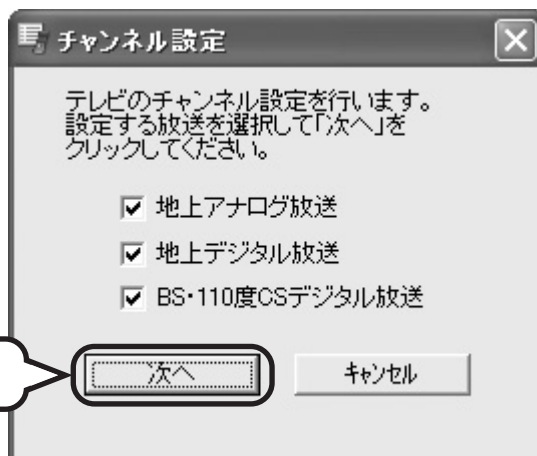 チャンネル設定
テレビのチャンネル設定を行います。
設定する放送を選択して「次へ」を
クリックしてください。
地上アナログ放送
地上デジタル放送
BS・110度CSデジタル放送
次へ
キャンセル